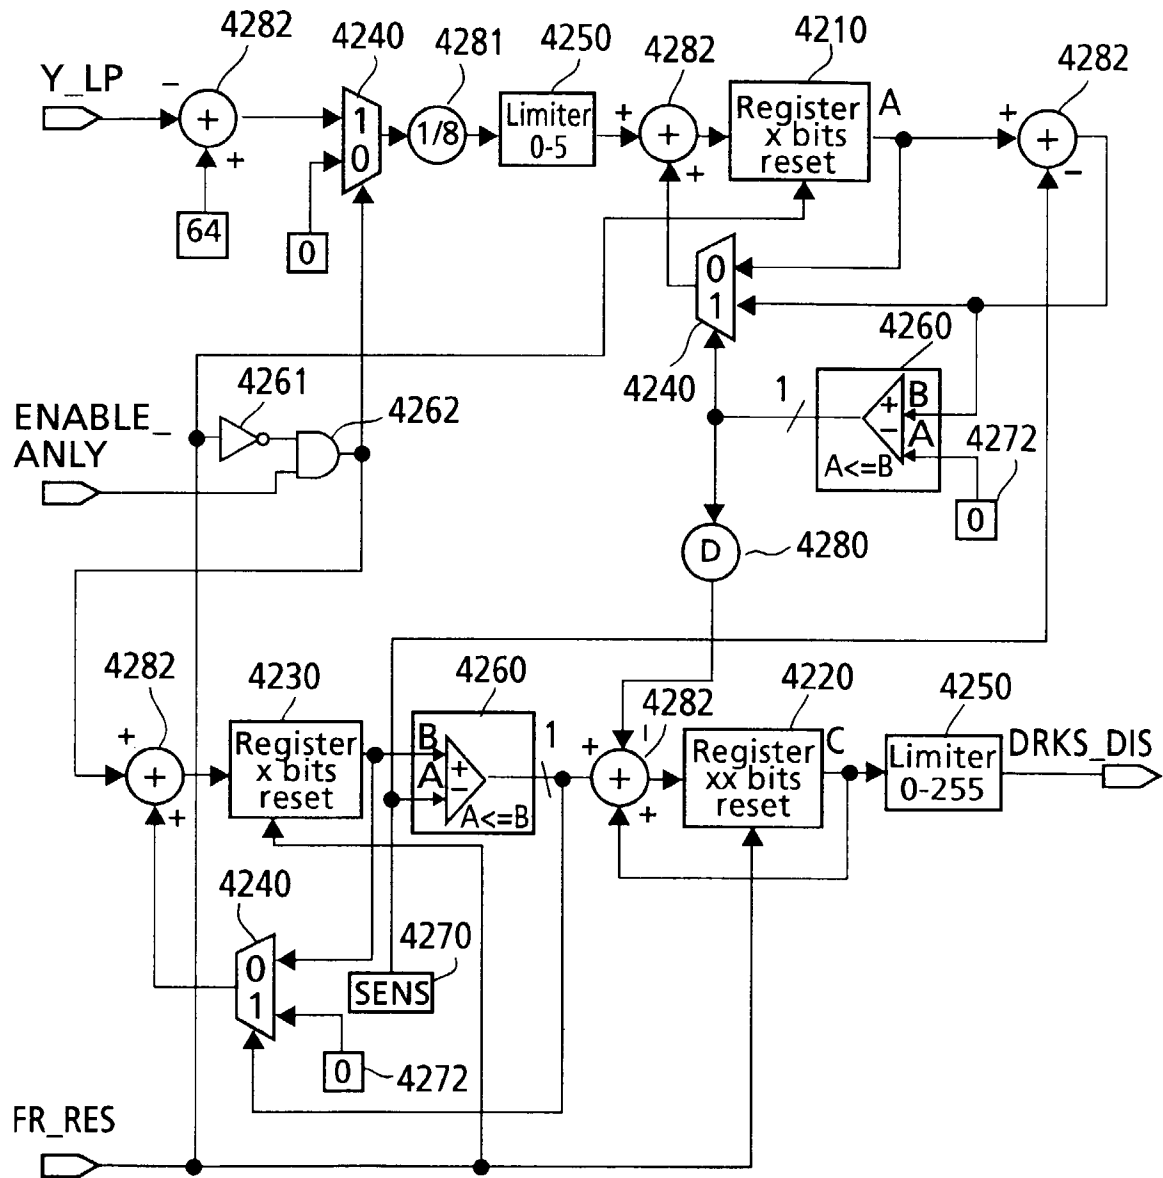 4282
4240
4281
4250
4282
4210
4282
Y_LP
−
+
+
64
1
0
0
1/8
Limiter
0-5
+
+
+
Register
x bits
reset
A
+
+
−
0
1
4240
4260
1
B
+
−
A
A<=B
4272
0
ENABLE_
ANLY
4261
4262
D
4280
4282
4230
4260
4282
4220
4250
+
+
+
Register
x bits
reset
B
A
+
−
A<=B
1
+
−
+
+
Register
xx bits
reset
C
Limiter
0-255
DRKS_DIS
4240
0
1
4270
SENS
0
4272
FR_RES